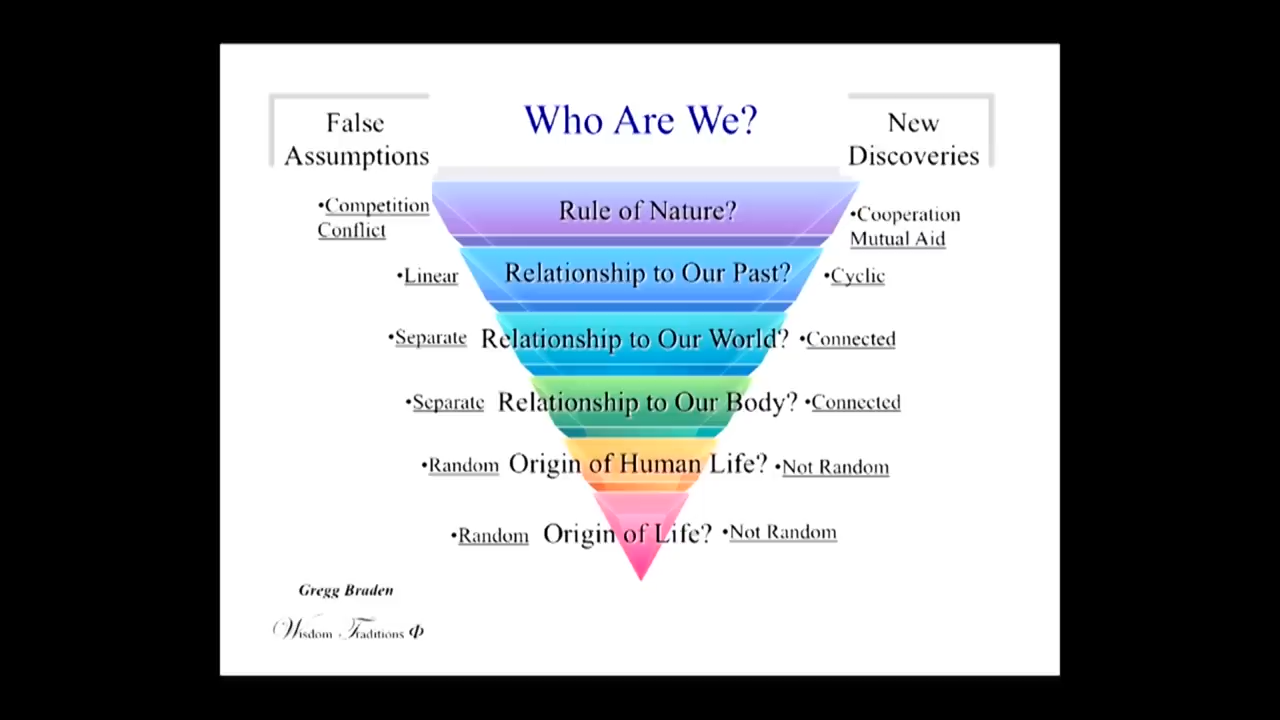 Who Are We?
False
Assumptions
New
Discoveries
•Competition
Conflict
Rule of Nature?
•Cooperation
Mutual Aid
•Linear
Relationship to Our Past?
•Cyclic
•Separate
Relationship to Our World?
•Connected
•Separate
Relationship to Our Body?
•Connected
•Random
Origin of Human Life?
•Not Random
•Random
Origin of Life?
•Not Random
Gregg Braden
Wisdom Traditions Φ